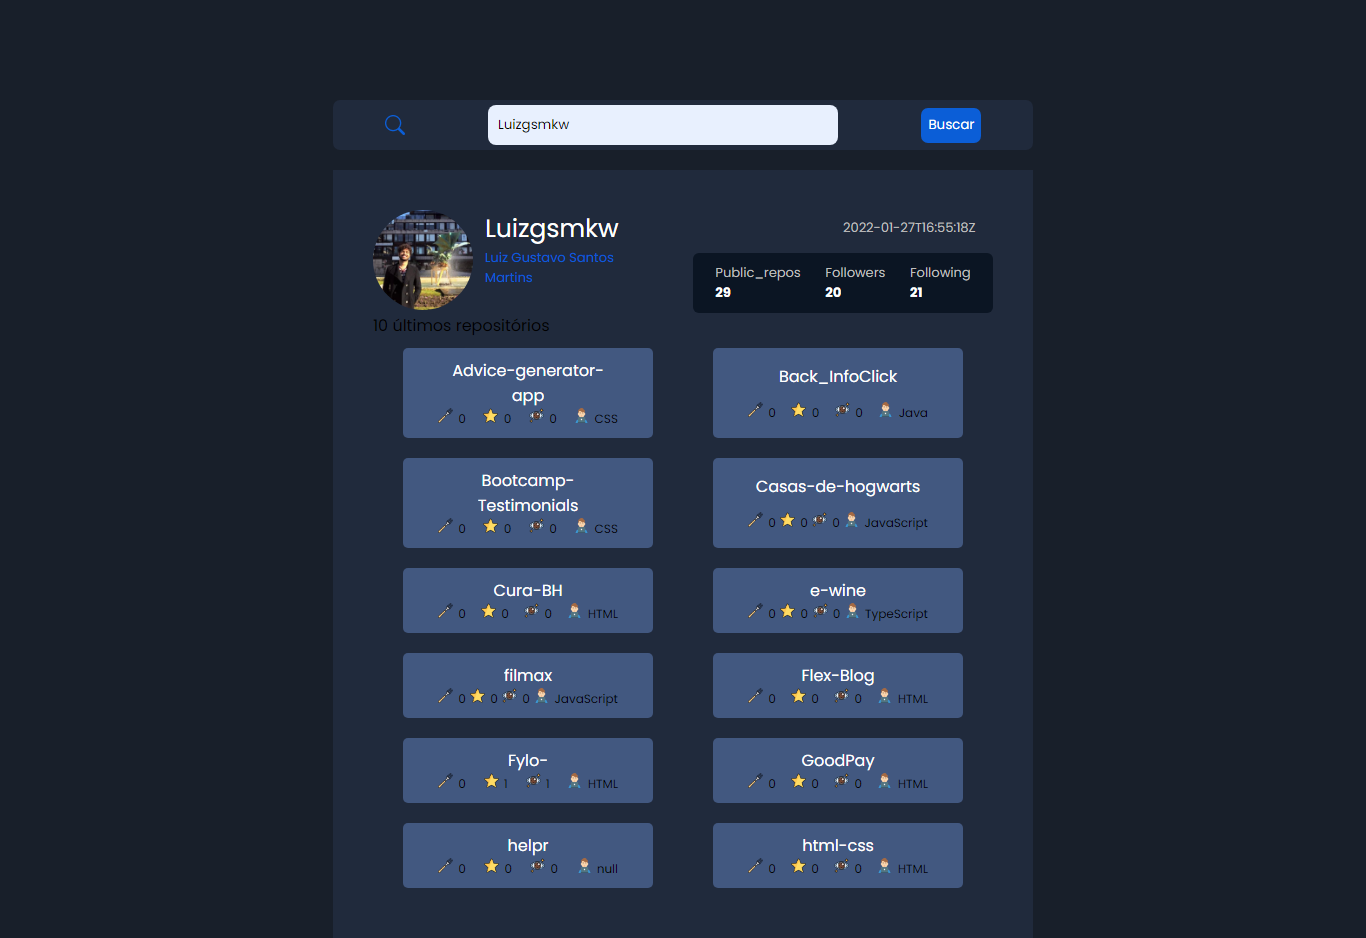 Luizgsmkw
Buscar
Luizgsmkw
Luiz Gustavo Santos
Martins
2022-01-27T16:55:18Z
Public_repos Followers Following
29 20 21
10 últimos repositórios
Advice-generator-
app
0 0 0 CSS
Back_InfoClick
0 0 0 Java
Bootcamp-
Testimonials
0 0 0 CSS
Casas-de-hogwarts
0 0 0 JavaScript
Cura-BH
0 0 0 HTML
e-wine
0 0 0 TypeScript
filmax
0 0 0 JavaScript
Flex-Blog
0 0 0 HTML
Fylo-
0 1 1 HTML
GoodPay
0 0 0 HTML
helpr
0 0 0 null
html-css
0 0 0 HTML